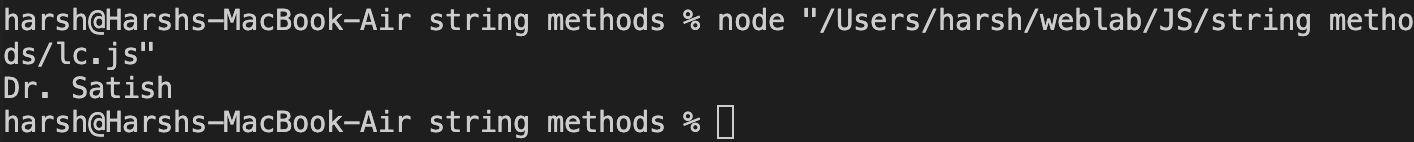 harsh@Harshs-MacBook-Air string methods % node "/Users/harsh/weblab/JS/string metho
ds/lc.js"
Dr. Satish
harsh@Harshs-MacBook-Air string methods %